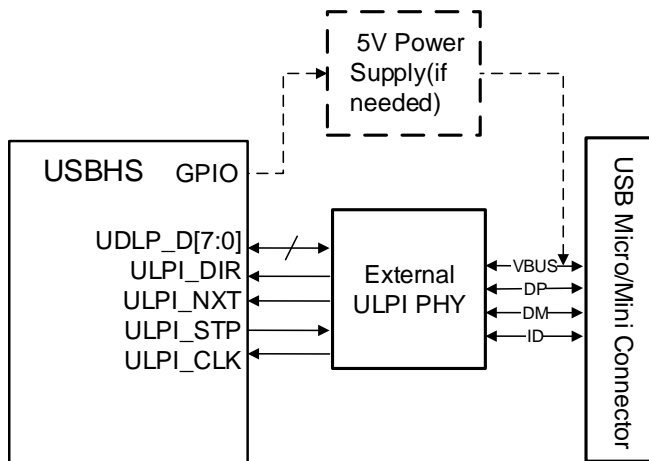 5V Power
Supply(if
needed)
USBHS
GPIO
UDLP_D[7:0]
ULPI_DIR
ULPI_NXT
ULPI_STP
ULPI_CLK
External
ULPI PHY
VBUS
DP
DM
ID
USB Micro/Mini Connector